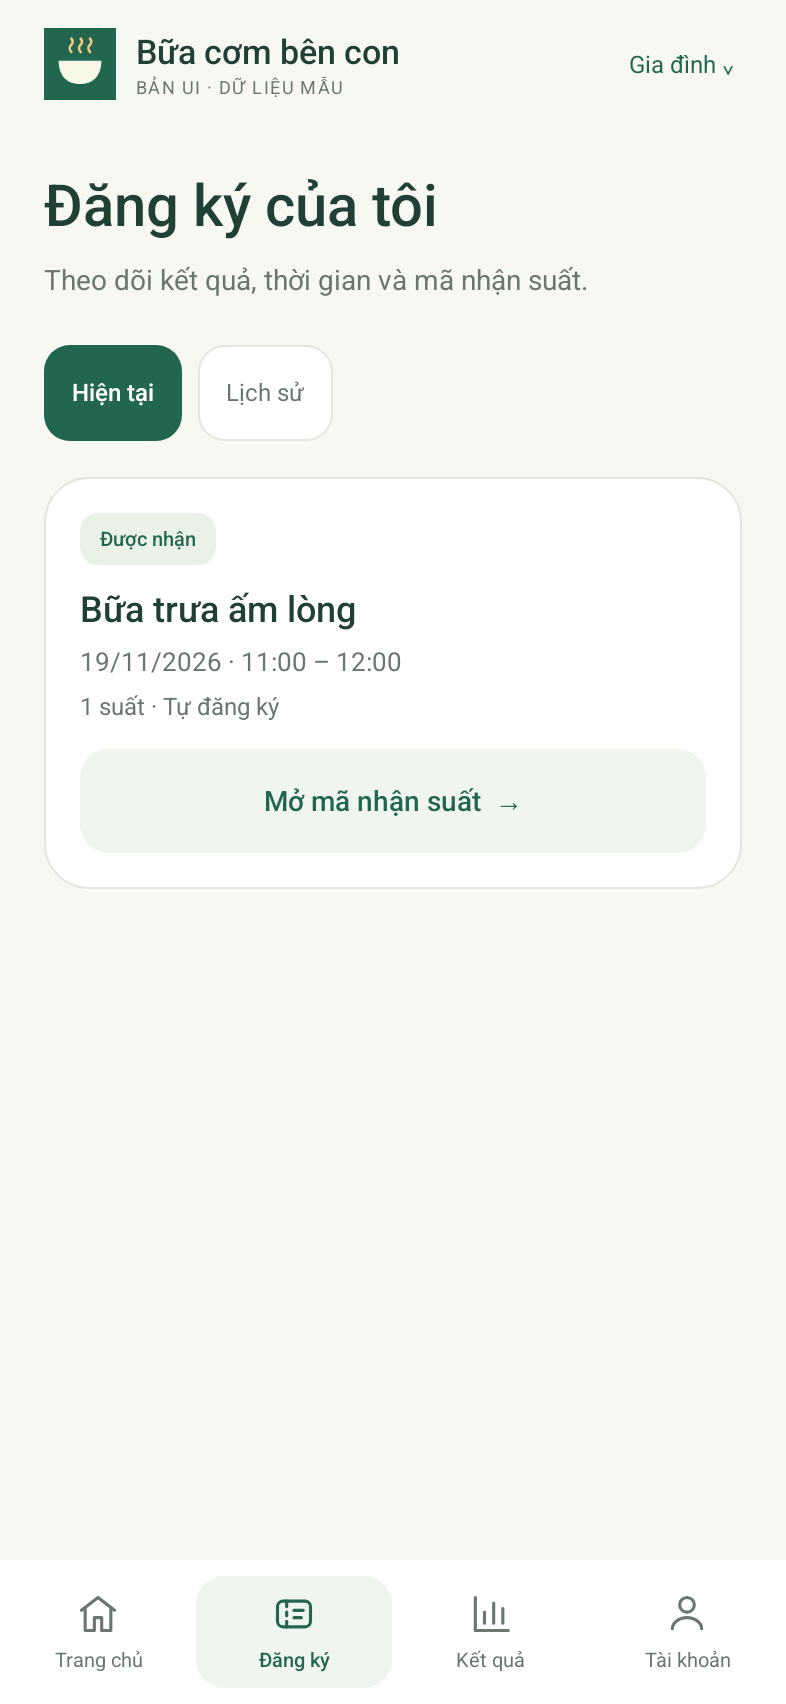 Bữa cơm bên con
BẢN UI · DỮ LIỆU MẪU
Gia đình
Đăng ký của tôi
Theo dõi kết quả, thời gian và mã nhận suất.
Hiện tại
Lịch sử
Được nhận
Bữa trưa ấm lòng
19/11/2026 · 11:00 – 12:00
1 suất · Tự đăng ký
Mở mã nhận suất →
Trang chủ
Đăng ký
Kết quả
Tài khoản